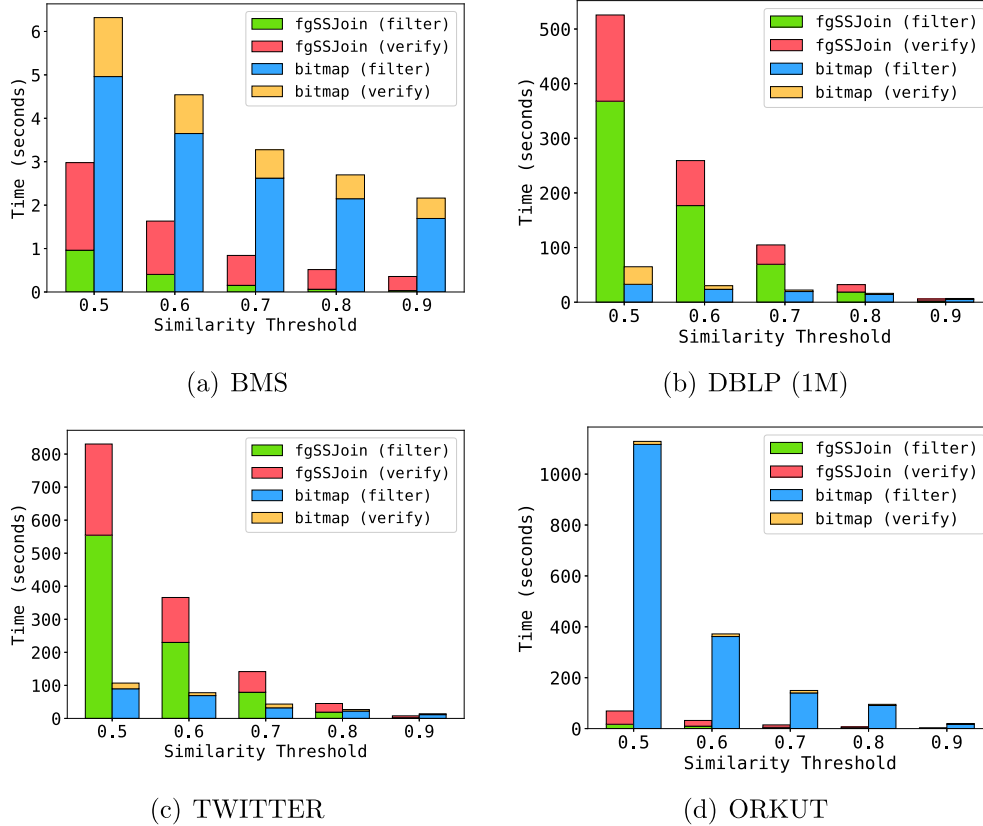 fgSSJoin (filter)
fgSSJoin (verify)
bitmap (filter)
bitmap (verify)
6
5
4
3
2
1
0
Time (seconds)
0.5 0.6 0.7 0.8 0.9
Similarity Threshold
(a) BMS
fgSSJoin (filter)
fgSSJoin (verify)
bitmap (filter)
bitmap (verify)
500
400
300
200
100
0
Time (seconds)
0.5 0.6 0.7 0.8 0.9
Similarity Threshold
(b) DBLP (1M)
fgSSJoin (filter)
fgSSJoin (verify)
bitmap (filter)
bitmap (verify)
800
700
600
500
400
300
200
100
0
Time (seconds)
0.5 0.6 0.7 0.8 0.9
Similarity Threshold
(c) TWITTER
fgSSJoin (filter)
fgSSJoin (verify)
bitmap (filter)
bitmap (verify)
1000
800
600
400
200
0
Time (seconds)
0.5 0.6 0.7 0.8 0.9
Similarity Threshold
(d) ORKUT